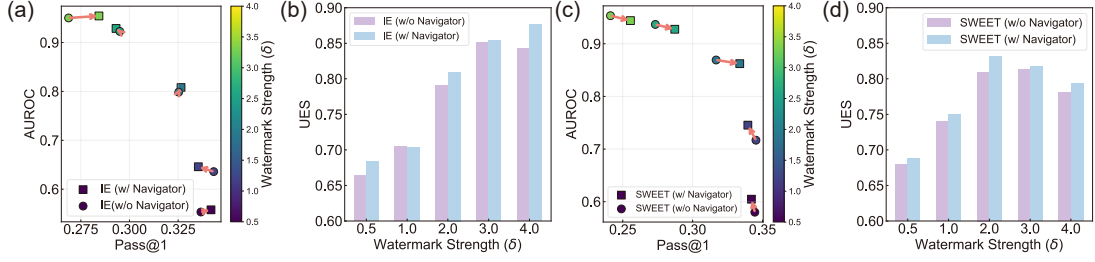 (a)
AUROC
0.9
0.8
0.7
0.6
IE (w/ Navigator)
IE(w/o Navigator)
0.275
0.300
0.325
Pass@1
4.0
3.5
3.0
2.5
2.0
1.5
1.0
0.5
Watermark Strength (δ)
(b)
UES
0.90
0.85
0.80
0.75
0.70
0.65
0.60
IE (w/o Navigator)
IE (w/ Navigator)
0.5
1.0
2.0
3.0
4.0
Watermark Strength (δ)
(c)
AUROC
0.9
0.8
0.7
0.6
SWEET (w/ Navigator)
SWEET (w/o Navigator)
0.25
0.30
0.35
Pass@1
4.0
3.5
3.0
2.5
2.0
1.5
1.0
0.5
Watermark Strength (δ)
(d)
UES
0.90
0.85
0.80
0.75
0.70
0.65
0.60
SWEET (w/o Navigator)
SWEET (w/ Navigator)
0.5
1.0
2.0
3.0
4.0
Watermark Strength (δ)